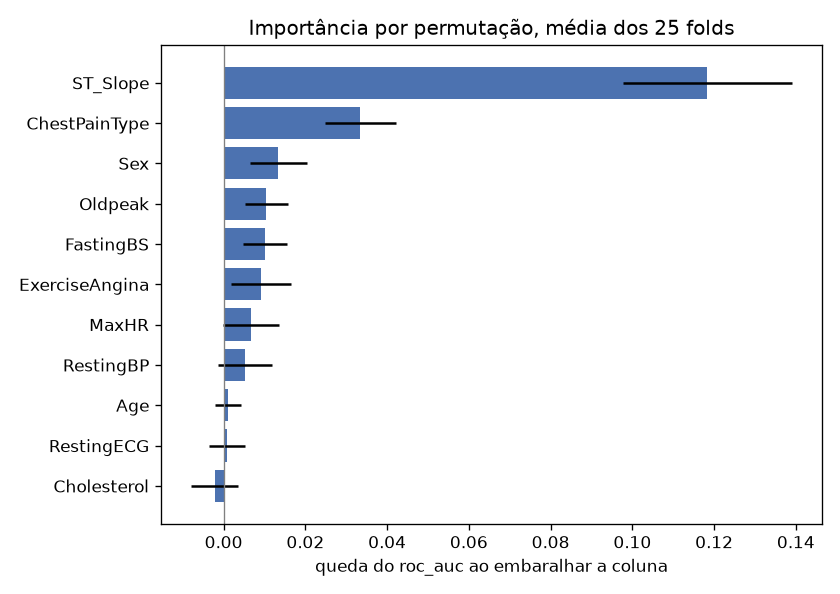 Importância por permutação, média dos 25 folds
ST_Slope
ChestPainType
Sex
Oldpeak
FastingBS
ExerciseAngina
MaxHR
RestingBP
Age
RestingECG
Cholesterol
0.00 0.02 0.04 0.06 0.08 0.10 0.12 0.14
queda do roc_auc ao embaralhar a coluna